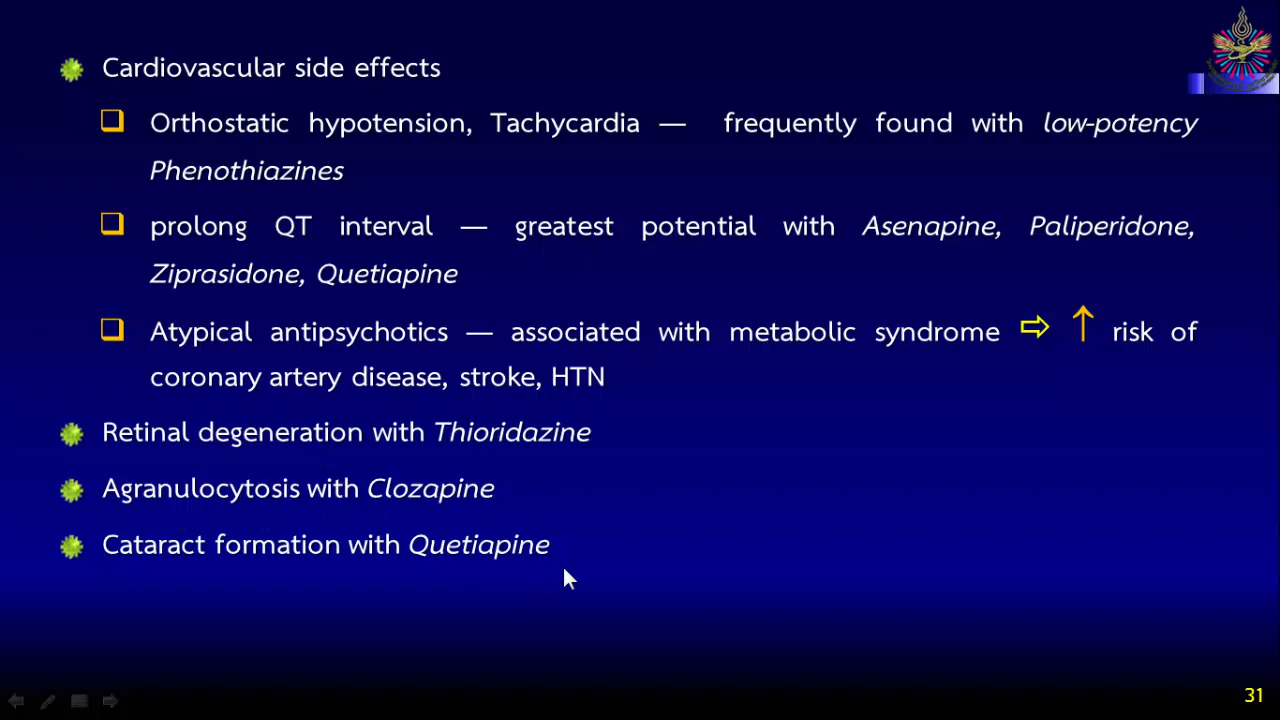 Cardiovascular side effects
Orthostatic hypotension, Tachycardia — frequently found with low-potency
Phenothiazines
prolong QT interval — greatest potential with Asenapine, Paliperidone,
Ziprasidone, Quetiapine
Atypical antipsychotics — associated with metabolic syndrome ⇨ ↑ risk of
coronary artery disease, stroke, HTN
Retinal degeneration with Thioridazine
Agranulocytosis with Clozapine
Cataract formation with Quetiapine
31